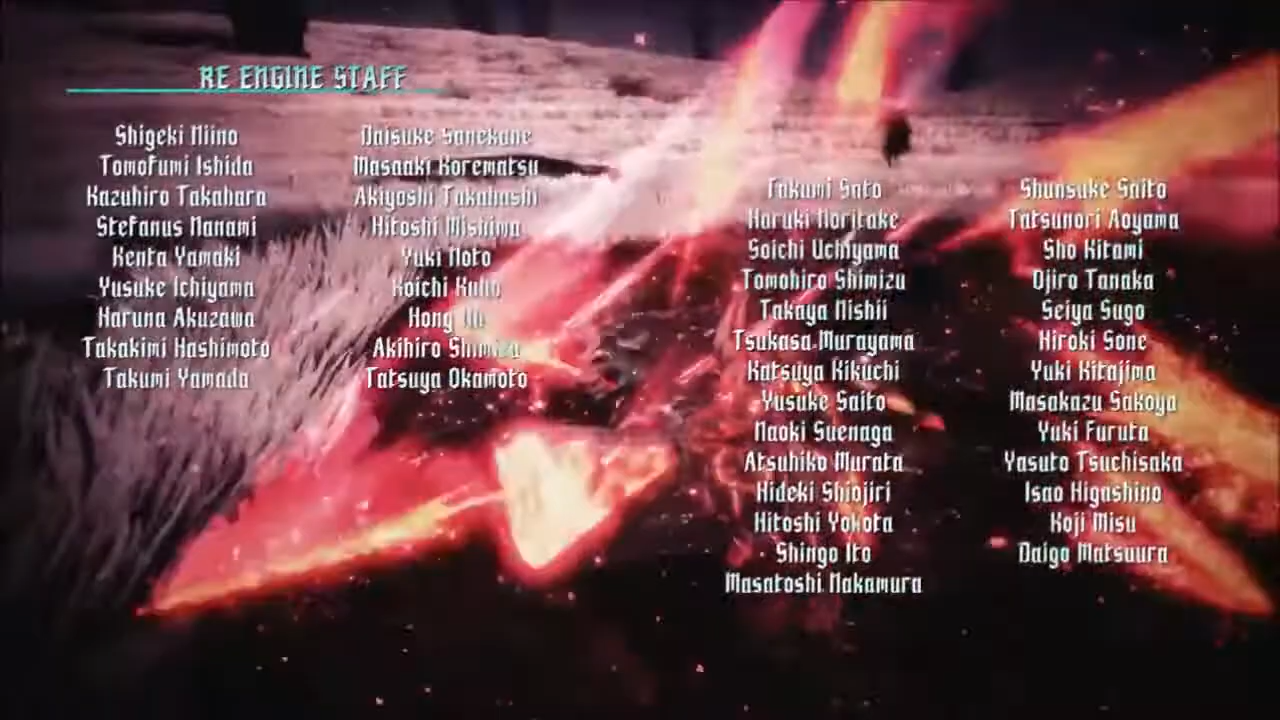 RE ENGINE STAFF
Shigeki Niino
Tomofumi Ishida
Kazuhiro Takahara
Stefanus Nanami
Kenta Yamaki
Yusuke Ichiyama
Haruna Akuzawa
Takakimi Hashimoto
Takumi Yamada
Daisuke Sanekane
Masaaki Korematsu
Akiyoshi Takahashi
Hitoshi Mishima
Yuki Noto
Koichi Kubo
Hong
Akihiro Shimizu
Tatsuya Okamoto
Takumi Sato
Haruki Noritake
Soichi Uchiyama
Tomohiro Shimizu
Takaya Nishii
Tsukasa Murayama
Katsuya Kikuchi
Yusuke Saito
Naoki Suenaga
Atsuhiko Murata
Hideki Shiojiri
Hitoshi Yokota
Shingo Ito
Masatoshi Nakamura
Shunsuke Saito
Tatsunori Aoyama
Sho Kitami
Ojiro Tanaka
Seiya Sugo
Hiroki Sone
Yuki Kitajima
Masakazu Sakoya
Yuki Furuta
Yasuto Tsuchisaka
Isao Higashino
Koji Misu
Daigo Matsuura